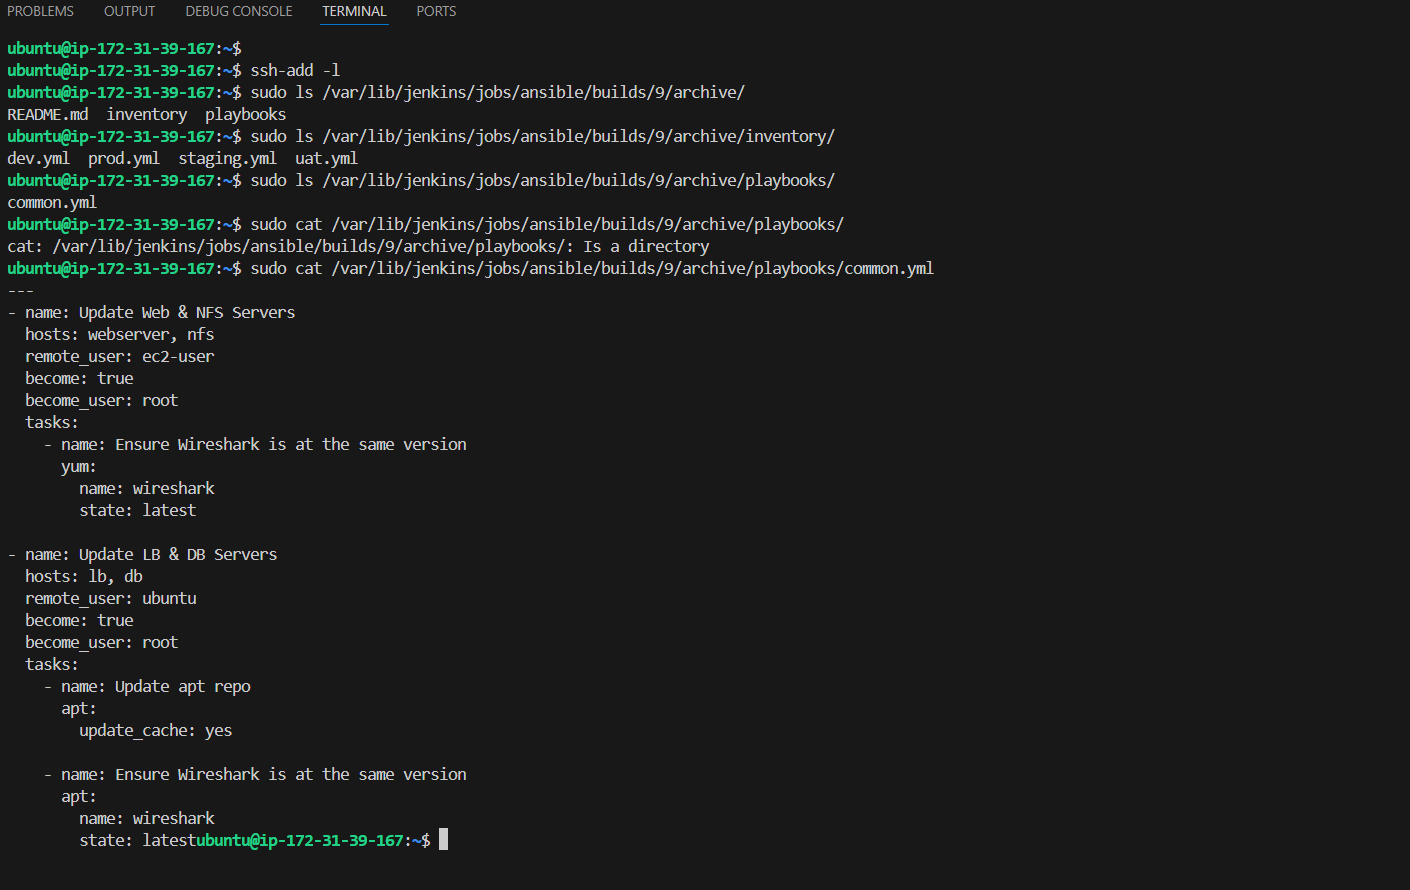 PROBLEMS OUTPUT DEBUG CONSOLE TERMINAL PORTS
ubuntu@ip-172-31-39-167:~$
ubuntu@ip-172-31-39-167:~$ ssh-add -l
ubuntu@ip-172-31-39-167:~$ sudo ls /var/lib/jenkins/jobs/ansible/builds/9/archive/
README.md  inventory  playbooks
ubuntu@ip-172-31-39-167:~$ sudo ls /var/lib/jenkins/jobs/ansible/builds/9/archive/inventory/
dev.yml  prod.yml  staging.yml  uat.yml
ubuntu@ip-172-31-39-167:~$ sudo ls /var/lib/jenkins/jobs/ansible/builds/9/archive/playbooks/
common.yml
ubuntu@ip-172-31-39-167:~$ sudo cat /var/lib/jenkins/jobs/ansible/builds/9/archive/playbooks/
cat: /var/lib/jenkins/jobs/ansible/builds/9/archive/playbooks/: Is a directory
ubuntu@ip-172-31-39-167:~$ sudo cat /var/lib/jenkins/jobs/ansible/builds/9/archive/playbooks/common.yml
---
- name: Update Web & NFS Servers
  hosts: webserver, nfs
  remote_user: ec2-user
  become: true
  become_user: root
  tasks:
    - name: Ensure Wireshark is at the same version
      yum:
        name: wireshark
        state: latest

- name: Update LB & DB Servers
  hosts: lb, db
  remote_user: ubuntu
  become: true
  become_user: root
  tasks:
    - name: Update apt repo
      apt:
        update_cache: yes

    - name: Ensure Wireshark is at the same version
      apt:
        name: wireshark
        state: latestubuntu@ip-172-31-39-167:~$